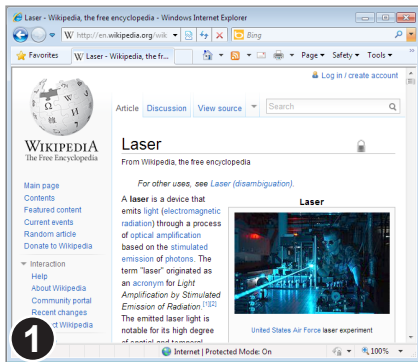 Laser - Wikipedia, the free encyclopedia - Windows Internet Explorer
http://en.wikipedia.org/wik
Bing
Favorites
Laser - Wikipedia, the fr...
Page
Safety
Tools
Log in / create account
Article Discussion View source Search
WIKIPEDIA
The Free Encyclopedia
Main page
Contents
Featured content
Current events
Random article
Donate to Wikipedia
Interaction
Help
About Wikipedia
Community portal
Recent changes
ct Wikipedia
Laser
From Wikipedia, the free encyclopedia
For other uses, see Laser (disambiguation).
A laser is a device that
emits light (electromagnetic
radiation) through a process
of optical amplification
based on the stimulated
emission of photons. The
term "laser" originated as
an acronym for Light
Amplification by Stimulated
Emission of Radiation.[1][2]
The emitted laser light is
notable for its high degree
of spatial and temporal
Laser
United States Air Force laser experiment
1
Internet | Protected Mode: On
100%